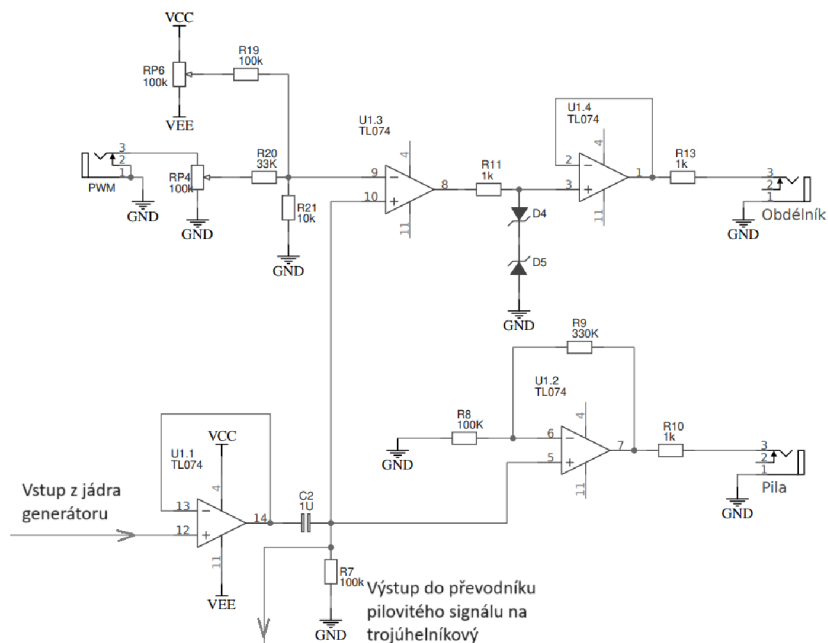 VCC
R19
100k
RP6
100k
VEE
U1.3
TL074
U1.4
TL074
4
4
3
2
1
PWM
GND
RP4
100k
GND
R20
33K
R21
10k
GND
9
10
8
11
R11
1k
2
3
1
11
R13
1k
3
2
1
GND
Obdélník
D4
D5
GND
R9
330K
U1.2
TL074
4
R8
100K
GND
6
5
7
11
R10
1k
3
2
1
GND
Pila
VCC
U1.1
TL074
4
Vstup z jádra
generátoru
13
12
14
11
VEE
C2
1U
R7
100k
GND
Výstup do převodníku
pilovitého signálu na
trojúhelníkový